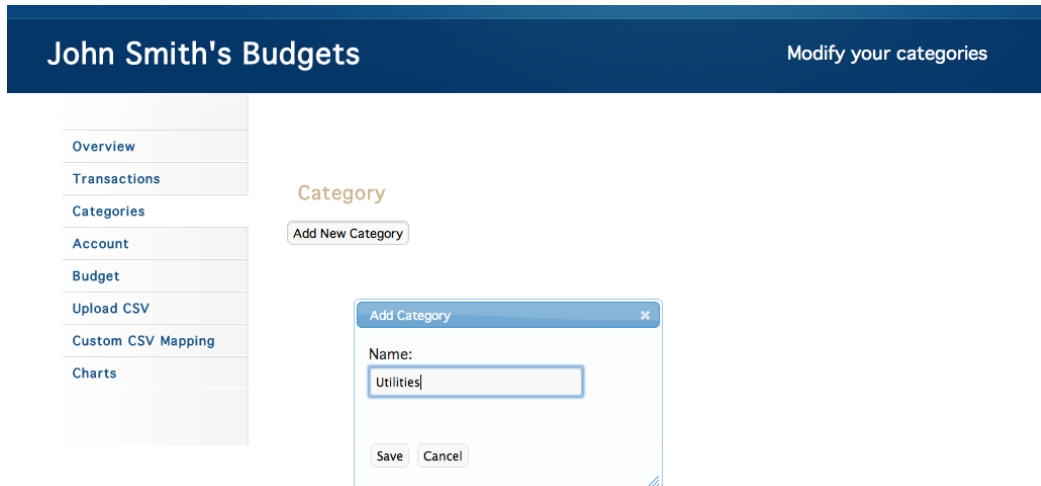 John Smith's Budgets
Modify your categories
Overview
Transactions
Categories
Account
Budget
Upload CSV
Custom CSV Mapping
Charts
Category
Add New Category
Add Category
Name:
Utilities
Save Cancel